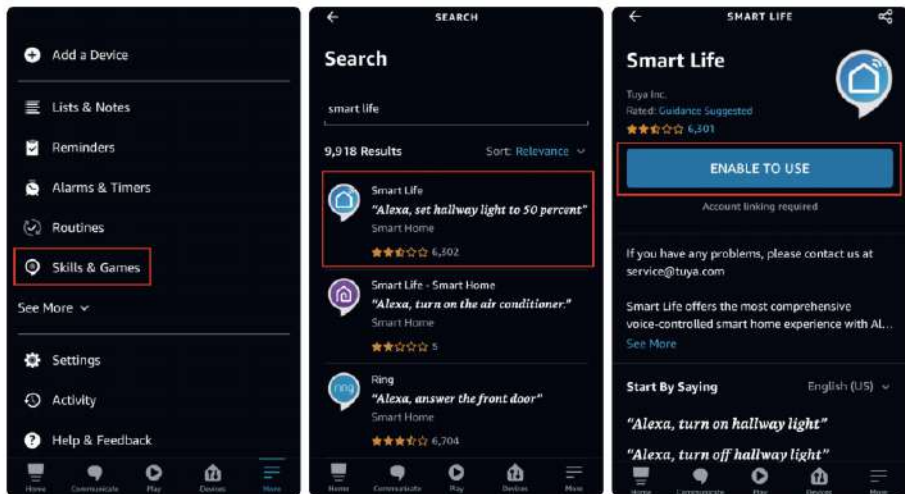 Add a Device
Lists & Notes
Reminders
Alarms & Timers
Routines
Skills & Games
See More
Settings
Activity
Help & Feedback
Home Communicate Play Devices More
SEARCH
Search
smart life
9,918 Results Sort: Relevance
Smart Life
"Alexa, set hallway light to 50 percent"
Smart Home
6,302
Smart Life - Smart Home
"Alexa, turn on the air conditioner."
Smart Home
5
ring
Ring
"Alexa, answer the front door"
Smart Home
6,704
Home Communicate Play Devices More
SMART LIFE
Smart Life
Tuya Inc.
Rated: Guidance Suggested
6,301
ENABLE TO USE
Account linking required
If you have any problems, please contact us at
service@tuya.com
Smart Life offers the most comprehensive
voice-controlled smart home experience with Al...
See More
Start By Saying English (US)
"Alexa, turn on hallway light"
"Alexa, turn off hallway light"
Home Communicate Play Devices More